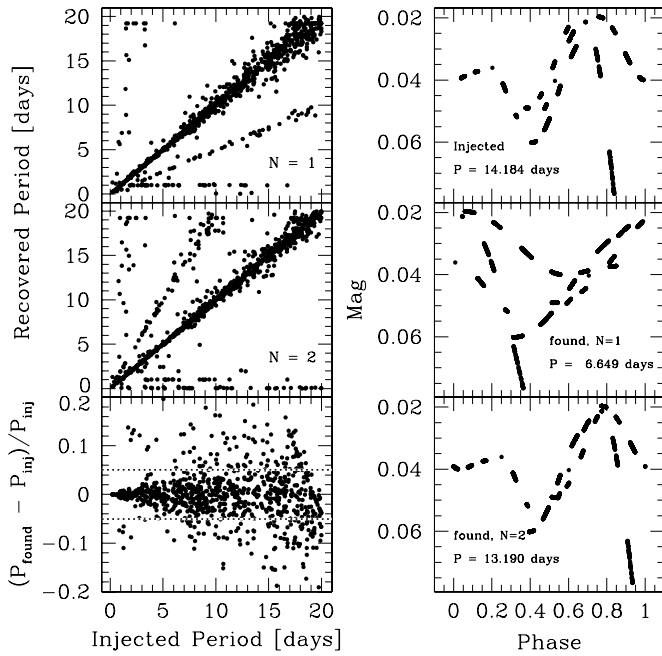 Recovered Period [days]
20
15
10
5
0
N = 1
20
15
10
5
0
N = 2
(P_found − P_inj)/P_inj
0.2
0.1
0
−0.1
−0.2
0 5 10 15 20
Injected Period [days]
Mag
0.02
0.04
0.06
Injected
P = 14.184 days
0.02
0.04
0.06
found, N=1
P = 6.649 days
0.02
0.04
0.06
found, N=2
P = 13.190 days
0 0.2 0.4 0.6 0.8 1
Phase